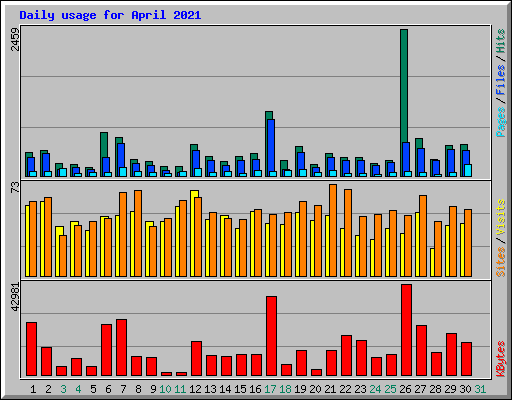 Daily usage for April 2021
2459
Pages / Files / Hits
73
Sites / Visits
42981
KBytes
1 2 3 4 5 6 7 8 9 10 11 12 13 14 15 16 17 18 19 20 21 22 23 24 25 26 27 28 29 30 31